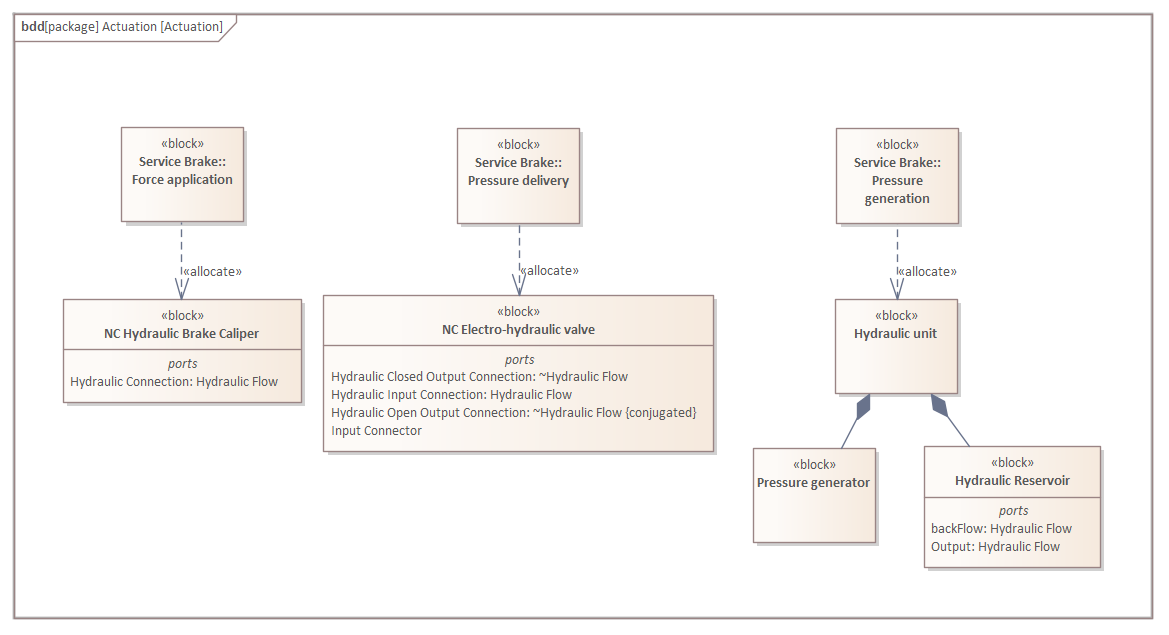 bdd[package] Actuation [Actuation]
«block»
Service Brake::
Force application
«block»
Service Brake::
Pressure delivery
«block»
Service Brake::
Pressure
generation
«allocate»
«allocate»
«allocate»
«block»
NC Hydraulic Brake Caliper
ports
Hydraulic Connection: Hydraulic Flow
«block»
NC Electro-hydraulic valve
ports
Hydraulic Closed Output Connection: ~Hydraulic Flow
Hydraulic Input Connection: Hydraulic Flow
Hydraulic Open Output Connection: ~Hydraulic Flow {conjugated}
Input Connector
«block»
Hydraulic unit
«block»
Pressure generator
«block»
Hydraulic Reservoir
ports
backFlow: Hydraulic Flow
Output: Hydraulic Flow